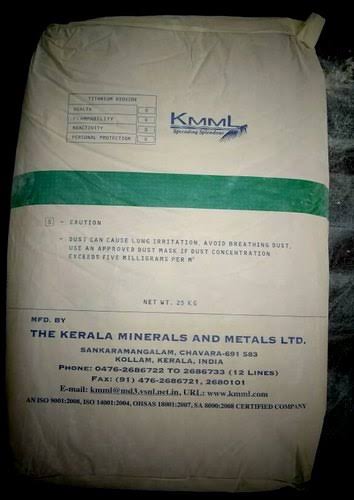 TITANIUM DIOXIDE
HEALTH
FLAMMABILITY
REACTIVITY
PERSONAL PROTECTION
KMML
Spreading Splendour
- CAUTION
- DUST CAN CAUSE LUNG IRRITATION, AVOID BREATHING DUST,
USE AN APPROVED DUST MASK IF DUST CONCENTRATION
EXCEEDS FIVE MILLIGRAMS PER M³
NET WT. 25 KG
MFD. BY
THE KERALA MINERALS AND METALS LTD.
SANKARAMANGALAM, CHAVARA-691 583
KOLLAM, KERALA, INDIA
PHONE: 0476-2686722 TO 2686733 (12 LINES)
FAX: (91) 476-2686721, 2680101
E-mail: kmml@md3.vsnl.net.in, URL: www.kmml.com
AN ISO 9001:2008, ISO 14001:2004, OHSAS 18001:2007, SA 8000:2008 CERTIFIED COMPANY